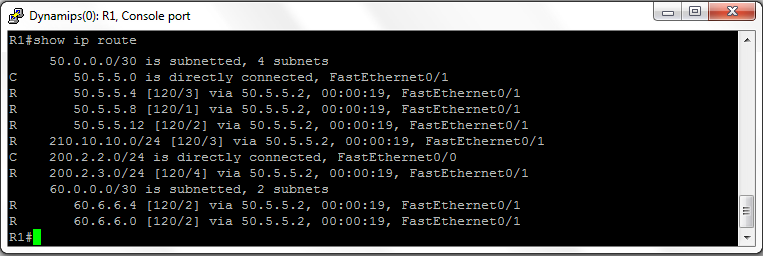 Dynamips(0): R1, Console port
R1#show ip route
50.0.0.0/30 is subnetted, 4 subnets
C 50.5.5.0 is directly connected, FastEthernet0/1
R 50.5.5.4 [120/3] via 50.5.5.2, 00:00:19, FastEthernet0/1
R 50.5.5.8 [120/1] via 50.5.5.2, 00:00:19, FastEthernet0/1
R 50.5.5.12 [120/2] via 50.5.5.2, 00:00:19, FastEthernet0/1
R 210.10.10.0/24 [120/3] via 50.5.5.2, 00:00:19, FastEthernet0/1
C 200.2.2.0/24 is directly connected, FastEthernet0/0
R 200.2.3.0/24 [120/4] via 50.5.5.2, 00:00:19, FastEthernet0/1
60.0.0.0/30 is subnetted, 2 subnets
R 60.6.6.4 [120/2] via 50.5.5.2, 00:00:19, FastEthernet0/1
R 60.6.6.0 [120/2] via 50.5.5.2, 00:00:19, FastEthernet0/1
R1#